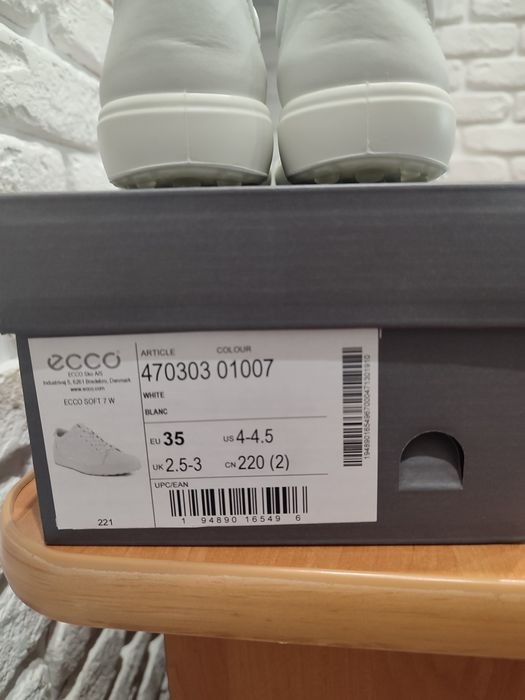 ecco
ECCO Sko A/S
Industrivej 5, 6261 Bredebro, Denmark
www.ecco.com
ECCO SOFT 7 W
221
ARTICLE COLOUR
470303 01007
WHITE
BLANC
EU 35 US 4-4.5
UK 2.5-3 CN 220 (2)
UPC/EAN
1 94890 16549 6